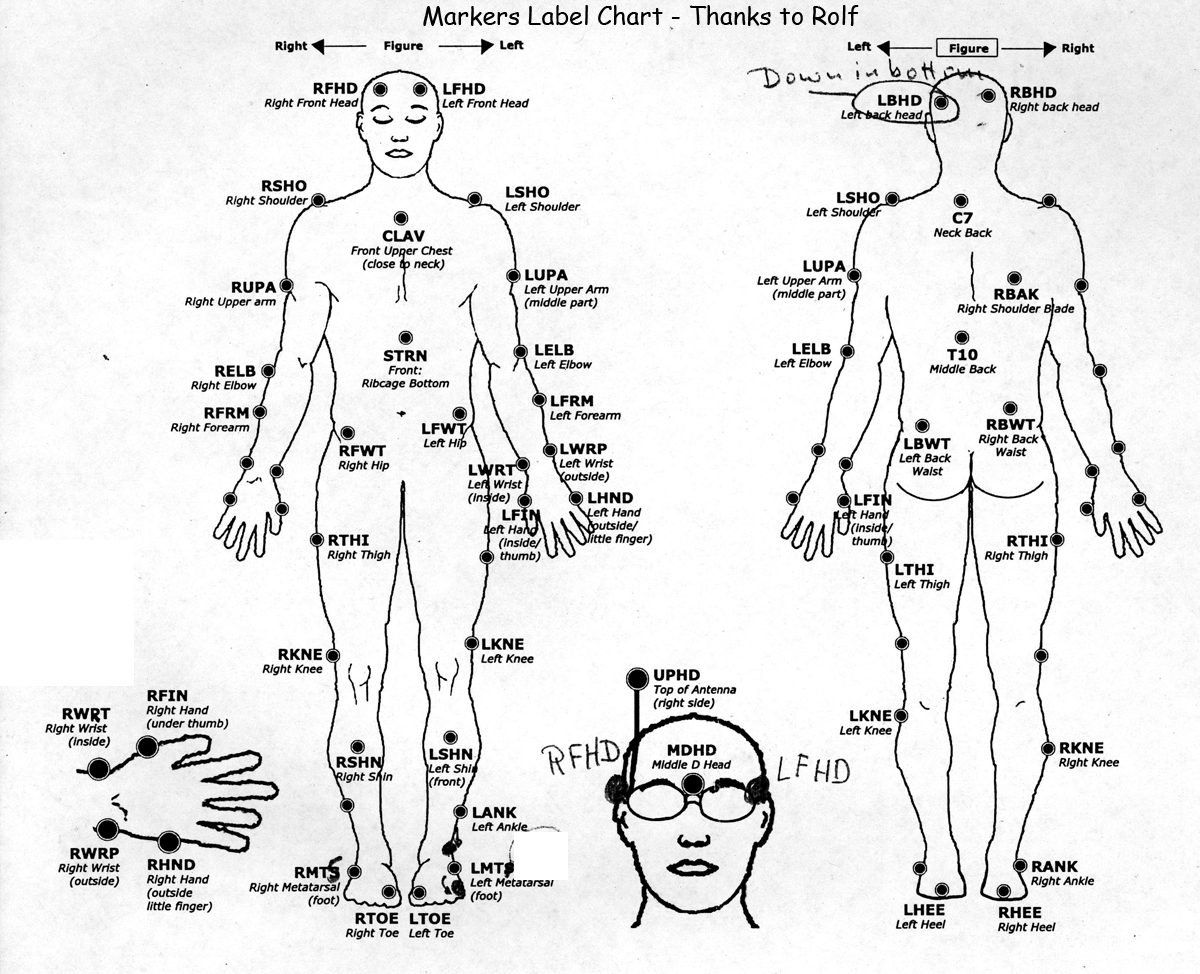 Markers Label Chart - Thanks to Rolf
Right Figure Left
Left Figure Right
Down in bottom
RFHD
Right Front Head
LFHD
Left Front Head
LBHD
Left back head
RBHD
Right back head
RSHO
Right Shoulder
LSHO
Left Shoulder
CLAV
Front Upper Chest
(close to neck)
LSHO
Left Shoulder
C7
Neck Back
RUPA
Right Upper arm
LUPA
Left Upper Arm
(middle part)
LUPA
Left Upper Arm
(middle part)
RBAK
Right Shoulder Blade
STRN
Front:
Ribcage Bottom
RELB
Right Elbow
LELB
Left Elbow
LELB
Left Elbow
T10
Middle Back
RFRM
Right Forearm
LFRM
Left Forearm
RFWT
Right Hip
LFWT
Left Hip
LWRP
Left Wrist
(outside)
LWRT
Left Wrist
(inside)
LBWT
Left Back
Waist
RBWT
Right Back
Waist
LFIN
Left Hand
(inside/
thumb)
LHND
Left Hand
(outside/
little finger)
LFIN
Left Hand
(inside/
thumb)
RTHI
Right Thigh
LTHI
Left Thigh
RTHI
Right Thigh
RKNE
Right Knee
LKNE
Left Knee
UPHD
Top of Antenna
(right side)
LKNE
Left Knee
RKNE
Right Knee
RFIN
Right Hand
(under thumb)
RWRT
Right Wrist
(inside)
RWRP
Right Wrist
(outside)
RHND
Right Hand
(outside
little finger)
RSHN
Right Shin
LSHN
Left Shin
(front)
RFHD
MDHD
Middle D Head
LFHD
LANK
Left Ankle
RMTS
Right Metatarsal
(foot)
LMTS
Left Metatarsal
(foot)
RANK
Right Ankle
RTOE
Right Toe
LTOE
Left Toe
LHEE
Left Heel
RHEE
Right Heel